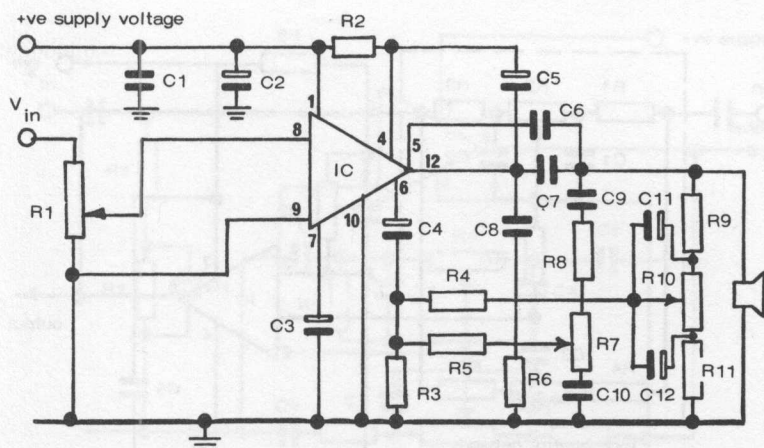 +ve supply voltage
R2
C1
C2
C5
C6
V in
1
8
4
5
12
IC
6
9
10
7
R1
C7
C9
C11
R9
C4
C8
R8
R4
R10
C3
R7
R5
R3
R6
C10
C12
R11